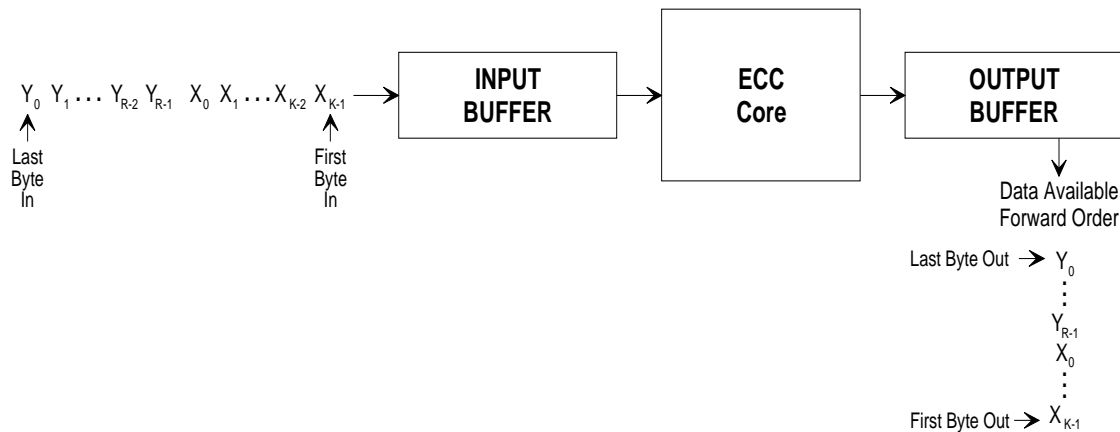 INPUT
BUFFER
ECC
Core
OUTPUT
BUFFER
Y0 Y1 ... YR-2 YR-1 X0 X1 ... XK-2 XK-1
Last
Byte
In
First
Byte
In
Data Available
Forward Order
Last Byte Out
Y0
YR-1
X0
First Byte Out
XK-1